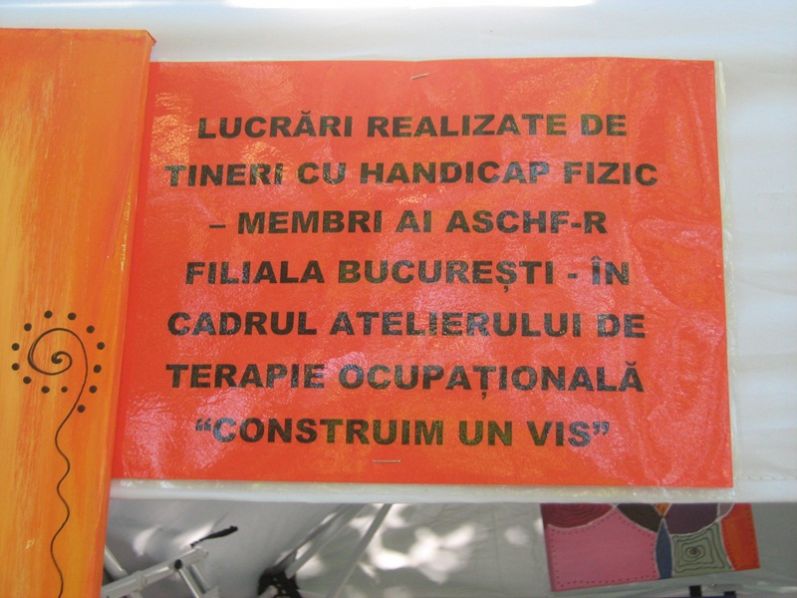 LUCRĂRI REALIZATE DE
TINERI CU HANDICAP FIZIC
– MEMBRI AI ASCHF-R
FILIALA BUCUREȘTI - ÎN
CADRUL ATELIERULUI DE
TERAPIE OCUPAȚIONALĂ
“CONSTRUIM UN VIS”